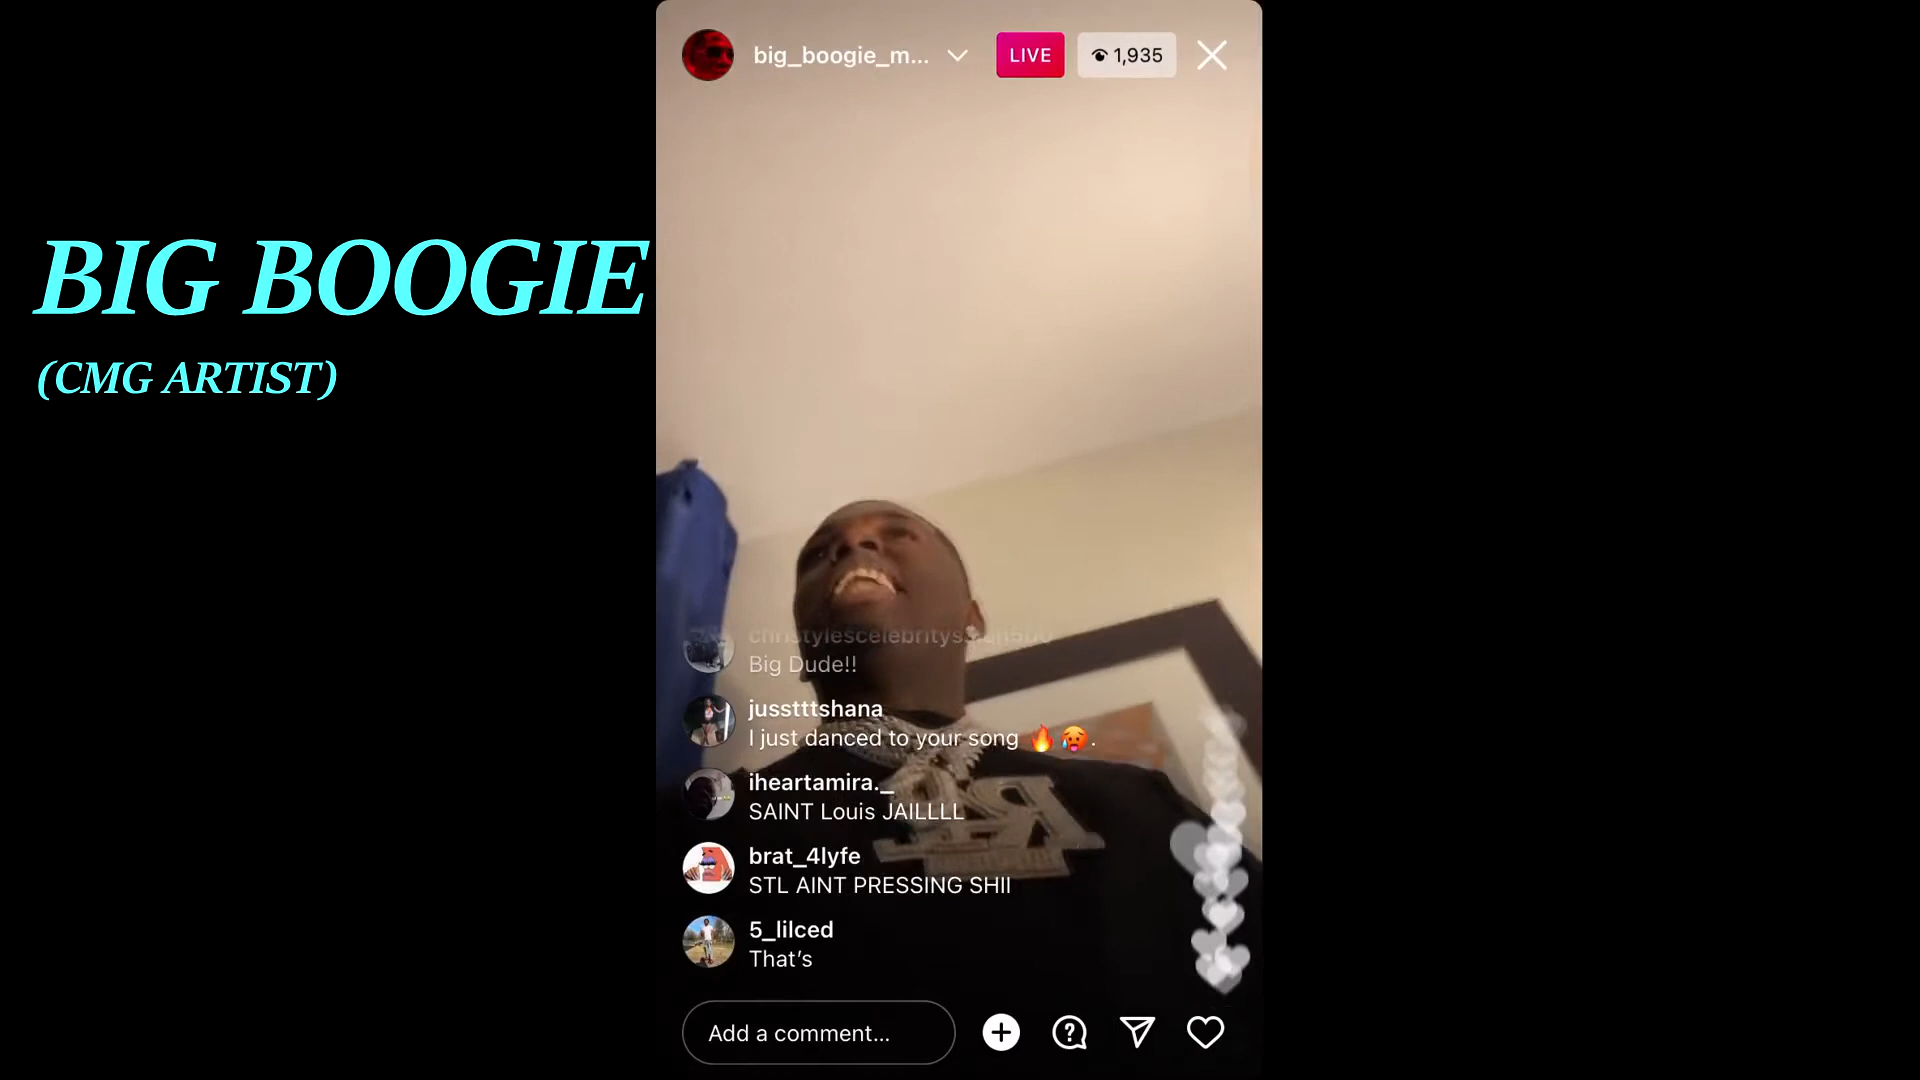 big_boogie_m...
LIVE
1,935
BIG BOOGIE
(CMG ARTIST)
Big Dude!!
jusstttshana
I just danced to your song 🔥🥵.
iheartamira._
SAINT Louis JAILLLL
brat_4lyfe
STL AINT PRESSING SHII
5_lilced
That's
Add a comment...